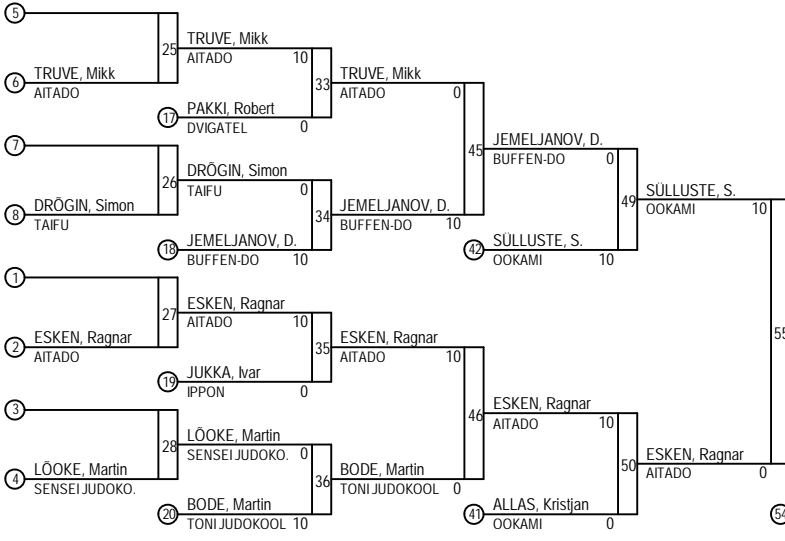 5
25
TRUVE, Mikk
AITADO 10
6 TRUVE, Mikk
AITADO
33
TRUVE, Mikk
AITADO 0
17 PAKKI, Robert
DVIGATEL 0
7
45
JEMELJANOV, D.
BUFFEN-DO 0
26
DRÕGIN, Simon
TAIFU 0
8 DRÕGIN, Simon
TAIFU
34
JEMELJANOV, D.
BUFFEN-DO 10
49
SÜLLUSTE, S.
OOKAMI 10
18 JEMELJANOV, D.
BUFFEN-DO 10
42 SÜLLUSTE, S.
OOKAMI 10
1
27
ESKEN, Ragnar
AITADO 10
2 ESKEN, Ragnar
AITADO
35
ESKEN, Ragnar
AITADO 10
55
19 JUKKA, Ivar
IPPON 0
3
46
ESKEN, Ragnar
AITADO 10
28
LÕOKE, Martin
SENSEI JUDOKO. 0
4 LÕOKE, Martin
SENSEI JUDOKO.
36
BODE, Martin
TONI JUDOKOOL 0
50
ESKEN, Ragnar
AITADO 0
20 BODE, Martin
TONI JUDOKOOL 10
41 ALLAS, Kristjan
OOKAMI 0
54